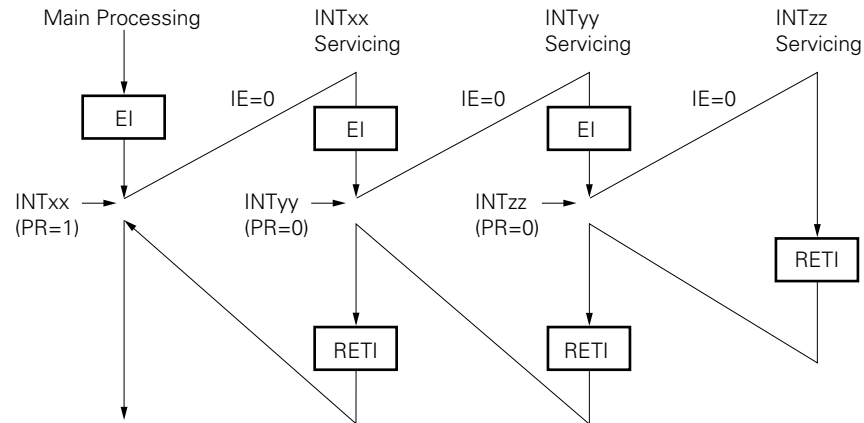 Main Processing
INTxx
Servicing
INTyy
Servicing
INTzz
Servicing
IE=0
IE=0
IE=0
EI
EI
EI
INTxx
(PR=1)
INTyy
(PR=0)
INTzz
(PR=0)
RETI
RETI
RETI